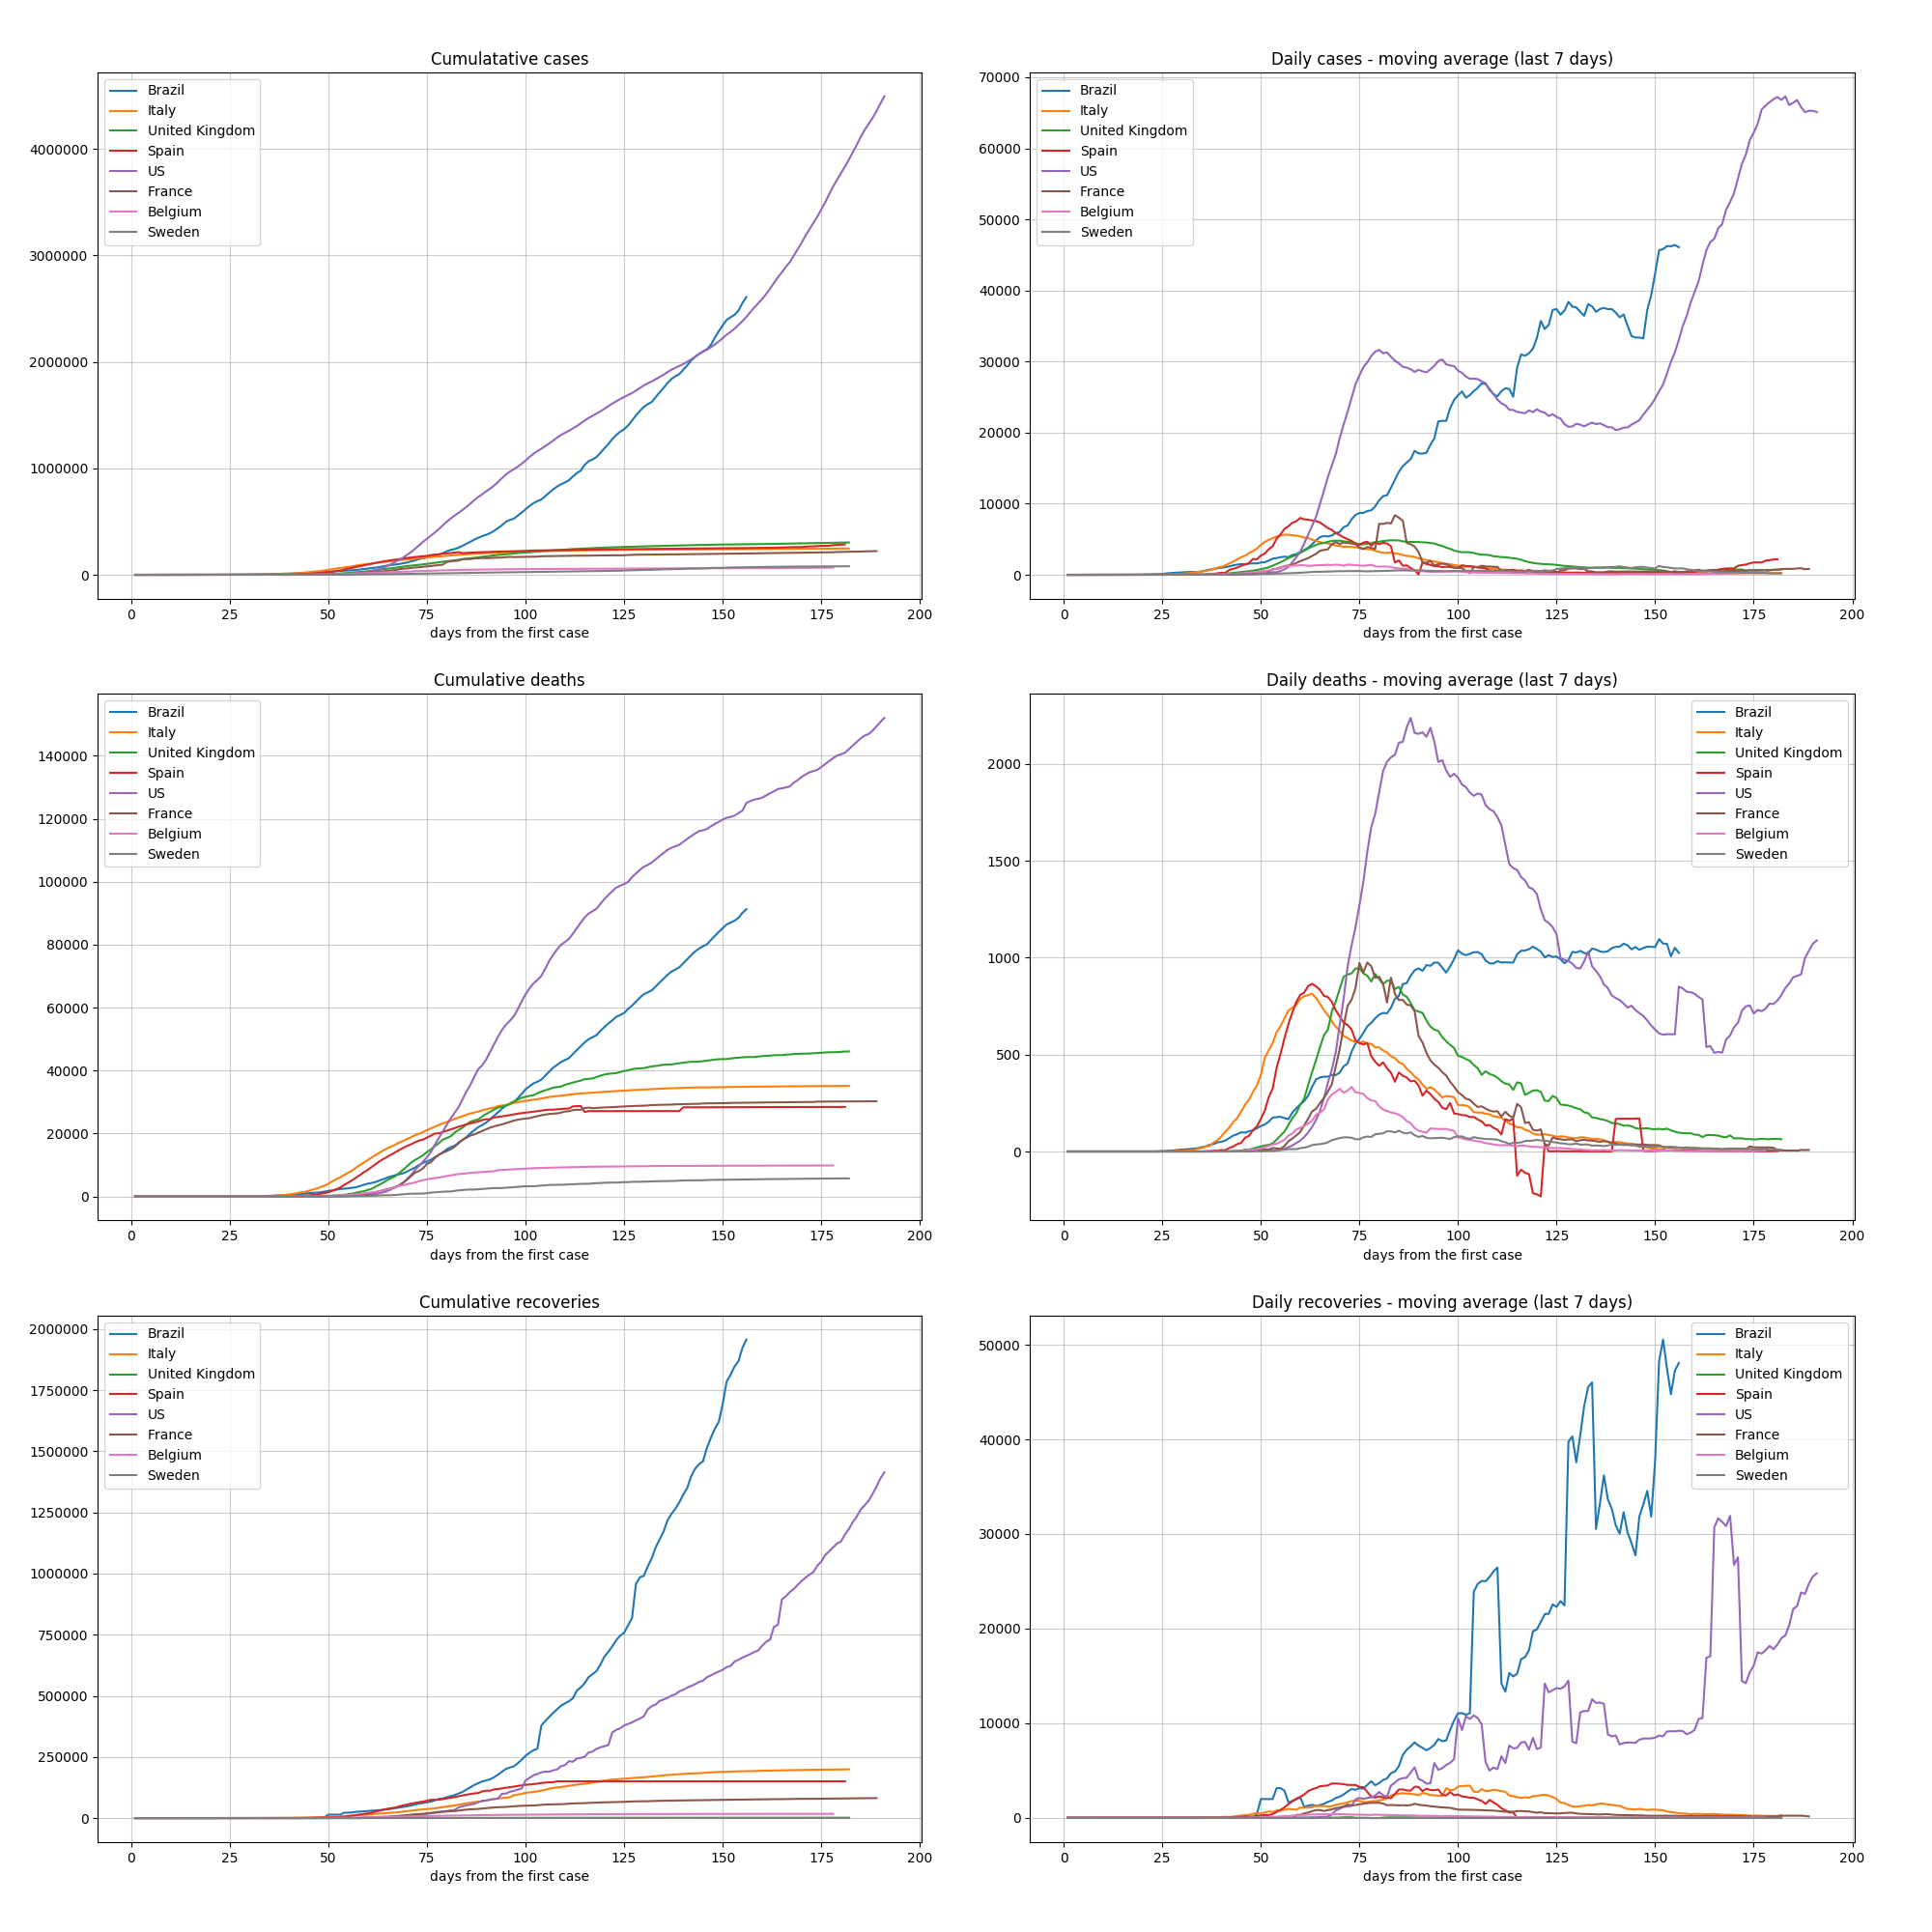 Cumulatative cases
Brazil
Italy
United Kingdom
Spain
US
France
Belgium
Sweden
4000000
3000000
2000000
1000000
0
0 25 50 75 100 125 150 175 200
days from the first case
Daily cases - moving average (last 7 days)
Brazil
Italy
United Kingdom
Spain
US
France
Belgium
Sweden
70000
60000
50000
40000
30000
20000
10000
0
0 25 50 75 100 125 150 175 200
days from the first case
Cumulative deaths
Brazil
Italy
United Kingdom
Spain
US
France
Belgium
Sweden
140000
120000
100000
80000
60000
40000
20000
0
0 25 50 75 100 125 150 175 200
days from the first case
Daily deaths - moving average (last 7 days)
Brazil
Italy
United Kingdom
Spain
US
France
Belgium
Sweden
2000
1500
1000
500
0
0 25 50 75 100 125 150 175 200
days from the first case
Cumulative recoveries
Brazil
Italy
United Kingdom
Spain
US
France
Belgium
Sweden
2000000
1750000
1500000
1250000
1000000
750000
500000
250000
0
0 25 50 75 100 125 150 175 200
days from the first case
Daily recoveries - moving average (last 7 days)
Brazil
Italy
United Kingdom
Spain
US
France
Belgium
Sweden
50000
40000
30000
20000
10000
0
0 25 50 75 100 125 150 175 200
days from the first case